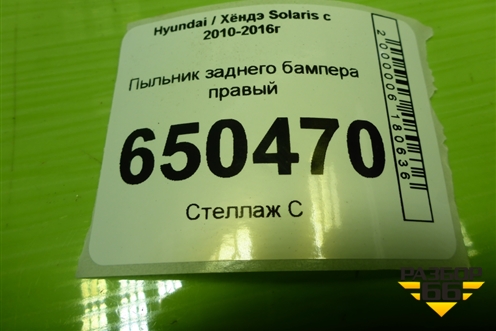 Hyundai / Хёндэ Solaris с
2010-2016г
Пыльник заднего бампера
правый
650470
Стеллаж С
2000006180636
РАЗБОР
66